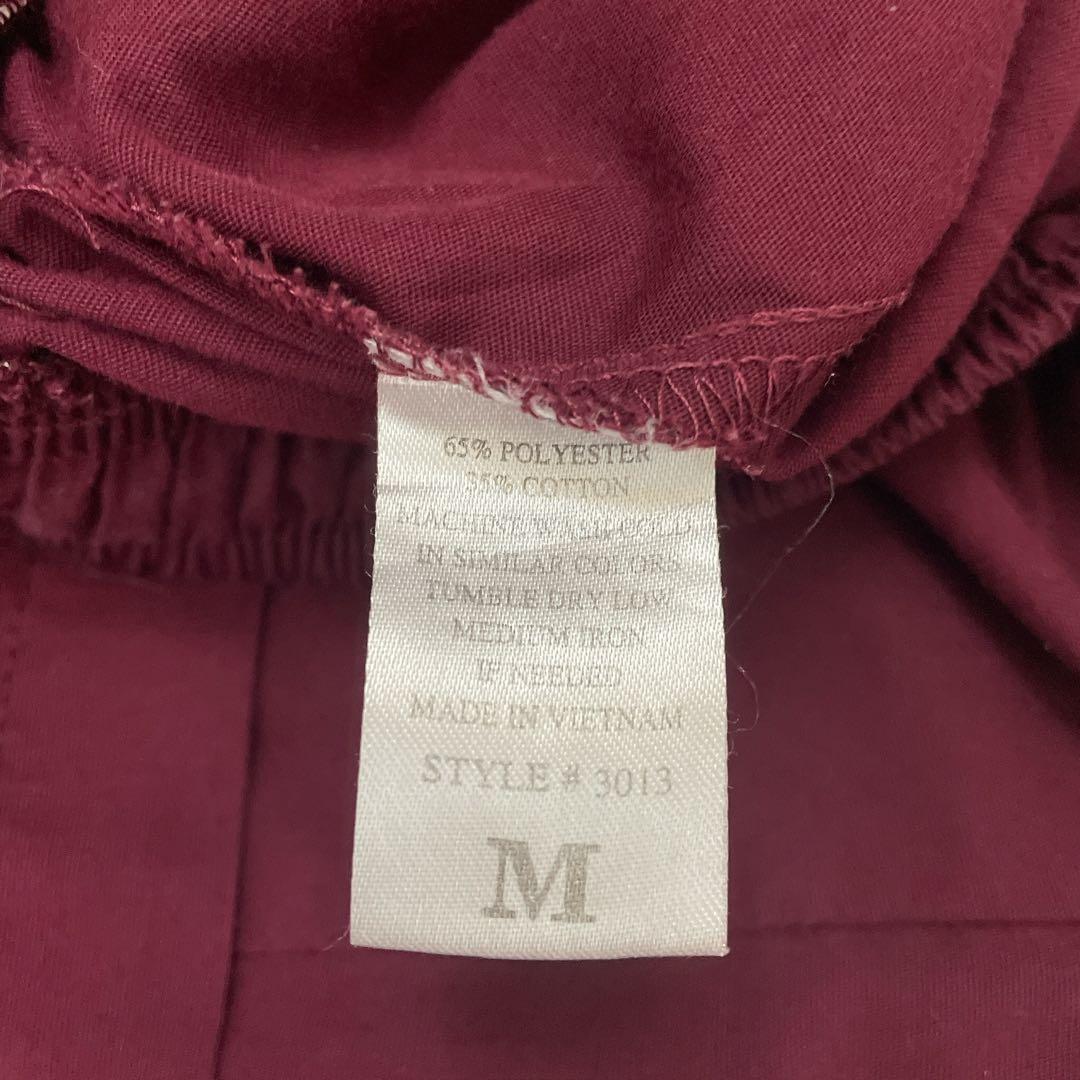 65% POLYESTER
35% COTTON
MACHINE WASH COLD
IN SIMILAR COLORS
TUMBLE DRY LOW
MEDIUM IRON
IF NEEDED
MADE IN VIETNAM
STYLE # 3013
M